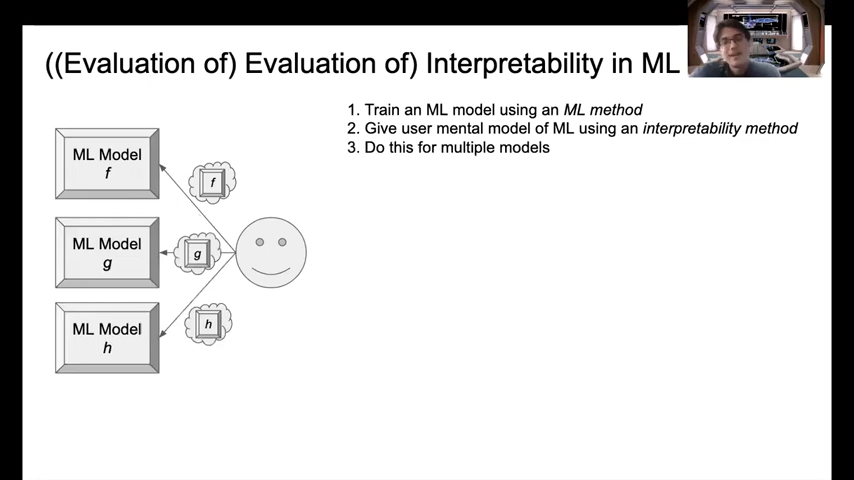 ((Evaluation of) Evaluation of) Interpretability in ML
1. Train an ML model using an ML method
2. Give user mental model of ML using an interpretability method
3. Do this for multiple models
ML Model
f
f
ML Model
g
g
ML Model
h
h